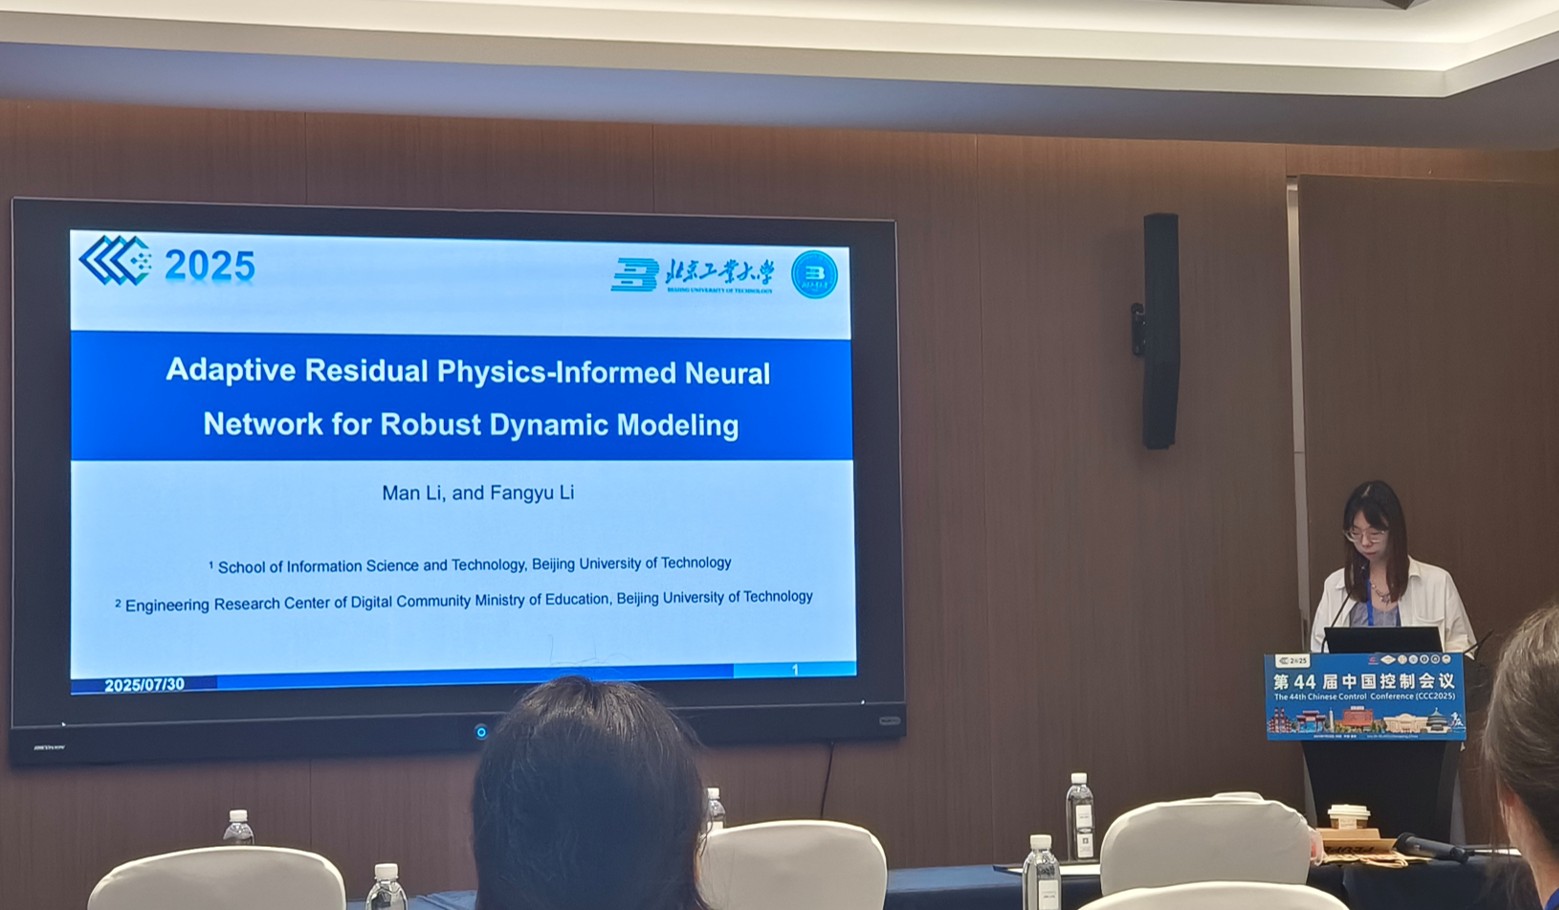 2025
北京工业大学
BEIJING UNIVERSITY OF TECHNOLOGY
Adaptive Residual Physics-Informed Neural
Network for Robust Dynamic Modeling
Man Li, and Fangyu Li
1 School of Information Science and Technology, Beijing University of Technology
2 Engineering Research Center of Digital Community Ministry of Education, Beijing University of Technology
2025/07/30
1
HIKVISION
2025
第 44 届中国控制会议
The 44th Chinese Control Conference (CCC2025)